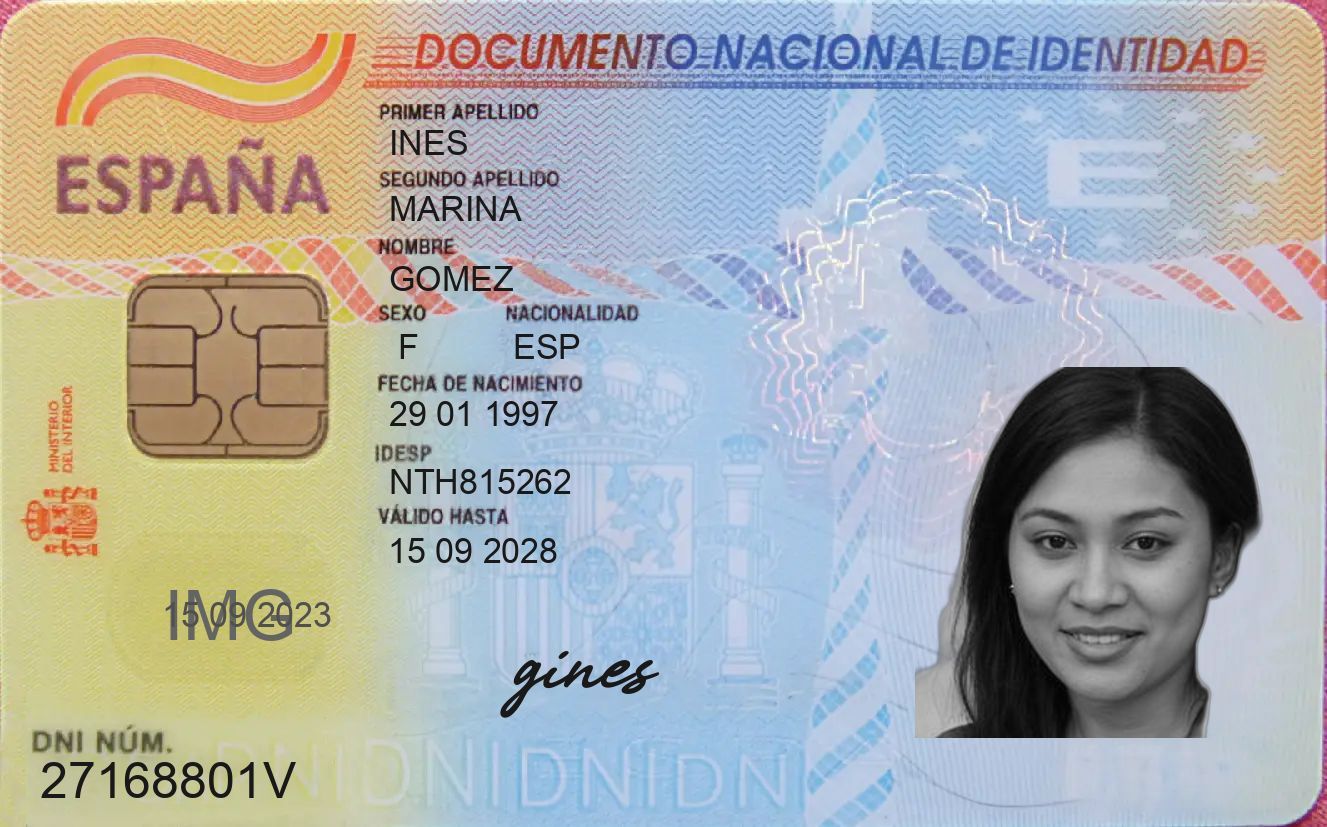 DOCUMENTO NACIONAL DE IDENTIDAD
ESPAÑA
PRIMER APELLIDO
INES
SEGUNDO APELLIDO
MARINA
NOMBRE
GOMEZ
SEXO NACIONALIDAD
F ESP
FECHA DE NACIMIENTO
29 01 1997
IDESP
NTH815262
VÁLIDO HASTA
15 09 2028
MINISTERIO
DEL INTERIOR
E
IMG
15 09 2023
gines
DNI NÚM.
27168801V
DNIDNIDNIDNIDN